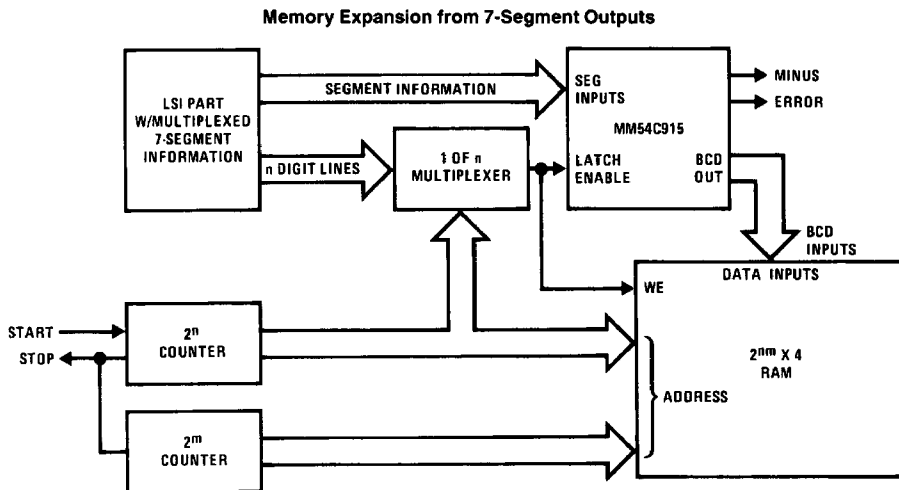 Memory Expansion from 7-Segment Outputs
LSI PART
W/MULTIPLEXED
7-SEGMENT
INFORMATION
SEGMENT INFORMATION
n DIGIT LINES
1 OF n
MULTIPLEXER
SEG
INPUTS
MM54C915
LATCH
ENABLE
BCD
OUT
MINUS
ERROR
BCD
INPUTS
DATA INPUTS
WE
2ⁿᵐ X 4
RAM
ADDRESS
START
STOP
2ⁿ
COUNTER
2ᵐ
COUNTER